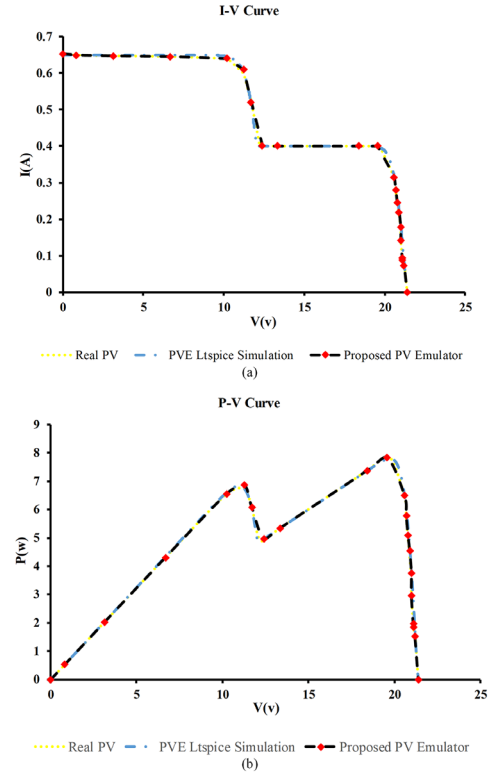 I-V Curve
0.7
0.6
0.5
0.4
0.3
0.2
0.1
0
I(A)
0 5 10 15 20 25
V(v)
Real PV PVE Ltspice Simulation Proposed PV Emulator
(a)
P-V Curve
9
8
7
6
5
4
3
2
1
0
P(w)
0 5 10 15 20 25
V(v)
Real PV PVE Ltspice Simulation Proposed PV Emulator
(b)